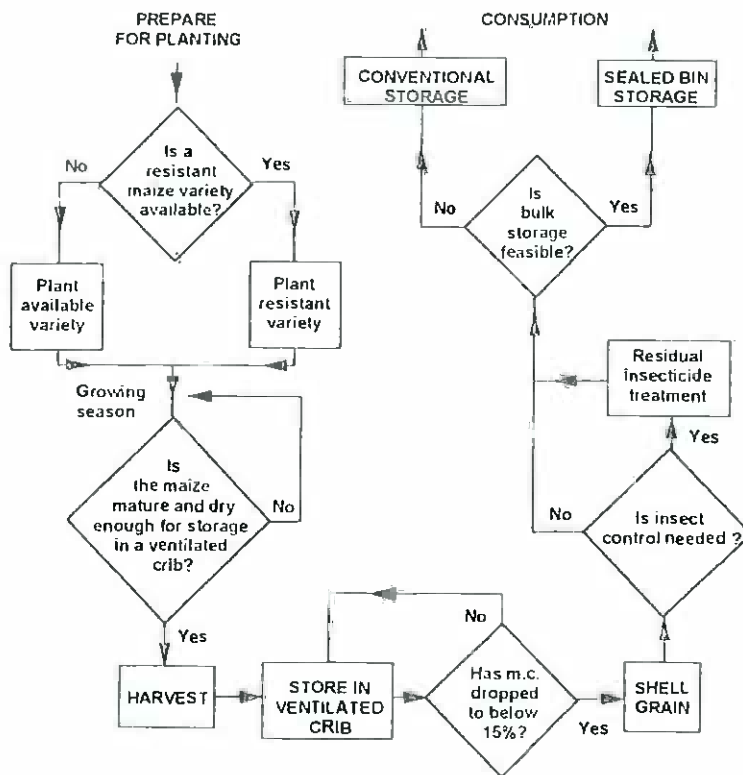 PREPARE
FOR PLANTING
Is a
resistant
maize variety
available?
No
Yes
Plant
available
variety
Plant
resistant
variety
Growing
season
Is
the maize
mature and dry
enough for storage
in a ventilated
crib?
No
Yes
HARVEST
STORE IN
VENTILATED
CRIB
Has m.c.
dropped
to below
15%?
No
Yes
SHELL
GRAIN
Is insect
control needed ?
No
Yes
Residual
insecticide
treatment
Is
bulk
storage
feasible?
No
Yes
CONVENTIONAL
STORAGE
SEALED BIN
STORAGE
CONSUMPTION